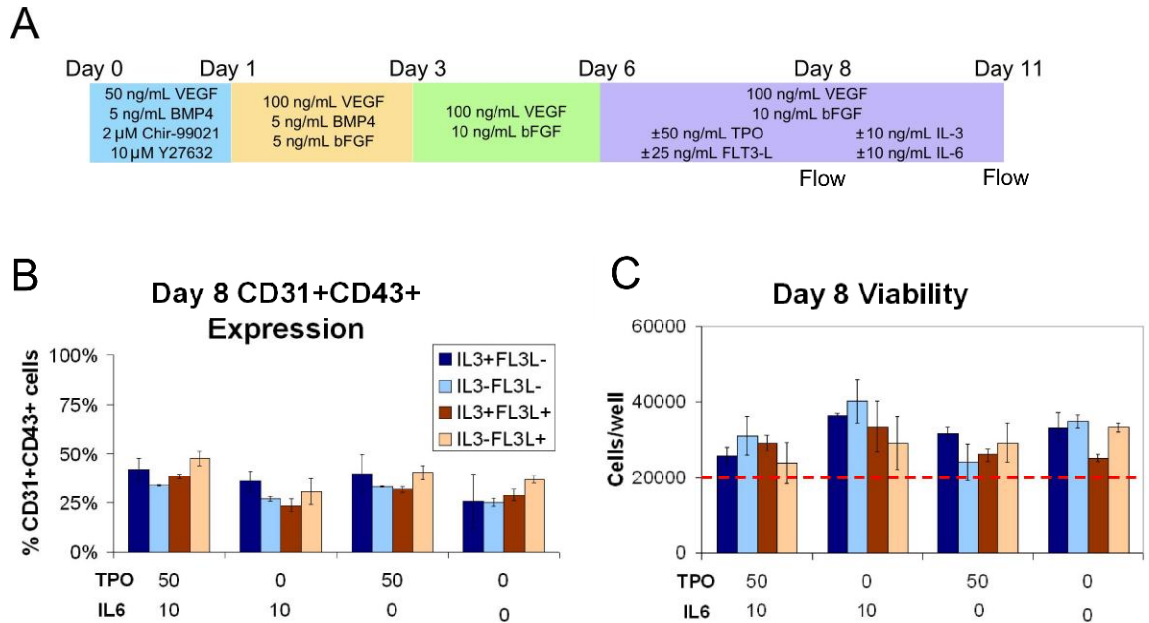 A
Day 0 Day 1 Day 3 Day 6 Day 8 Day 11
50 ng/mL VEGF
5 ng/mL BMP4
2 µM Chir-99021
10 µM Y27632
100 ng/mL VEGF
5 ng/mL BMP4
5 ng/mL bFGF
100 ng/mL VEGF
10 ng/mL bFGF
100 ng/mL VEGF
10 ng/mL bFGF
±50 ng/mL TPO ±10 ng/mL IL-3
±25 ng/mL FLT3-L ±10 ng/mL IL-6
Flow Flow
B
Day 8 CD31+CD43+
Expression
% CD31+CD43+ cells
100%
75%
50%
25%
0%
IL3+FL3L-
IL3-FL3L-
IL3+FL3L+
IL3-FL3L+
TPO 50 0 50 0
IL6 10 10 0 0
C
Day 8 Viability
Cells/well
60000
40000
20000
0
TPO 50 0 50 0
IL6 10 10 0 0